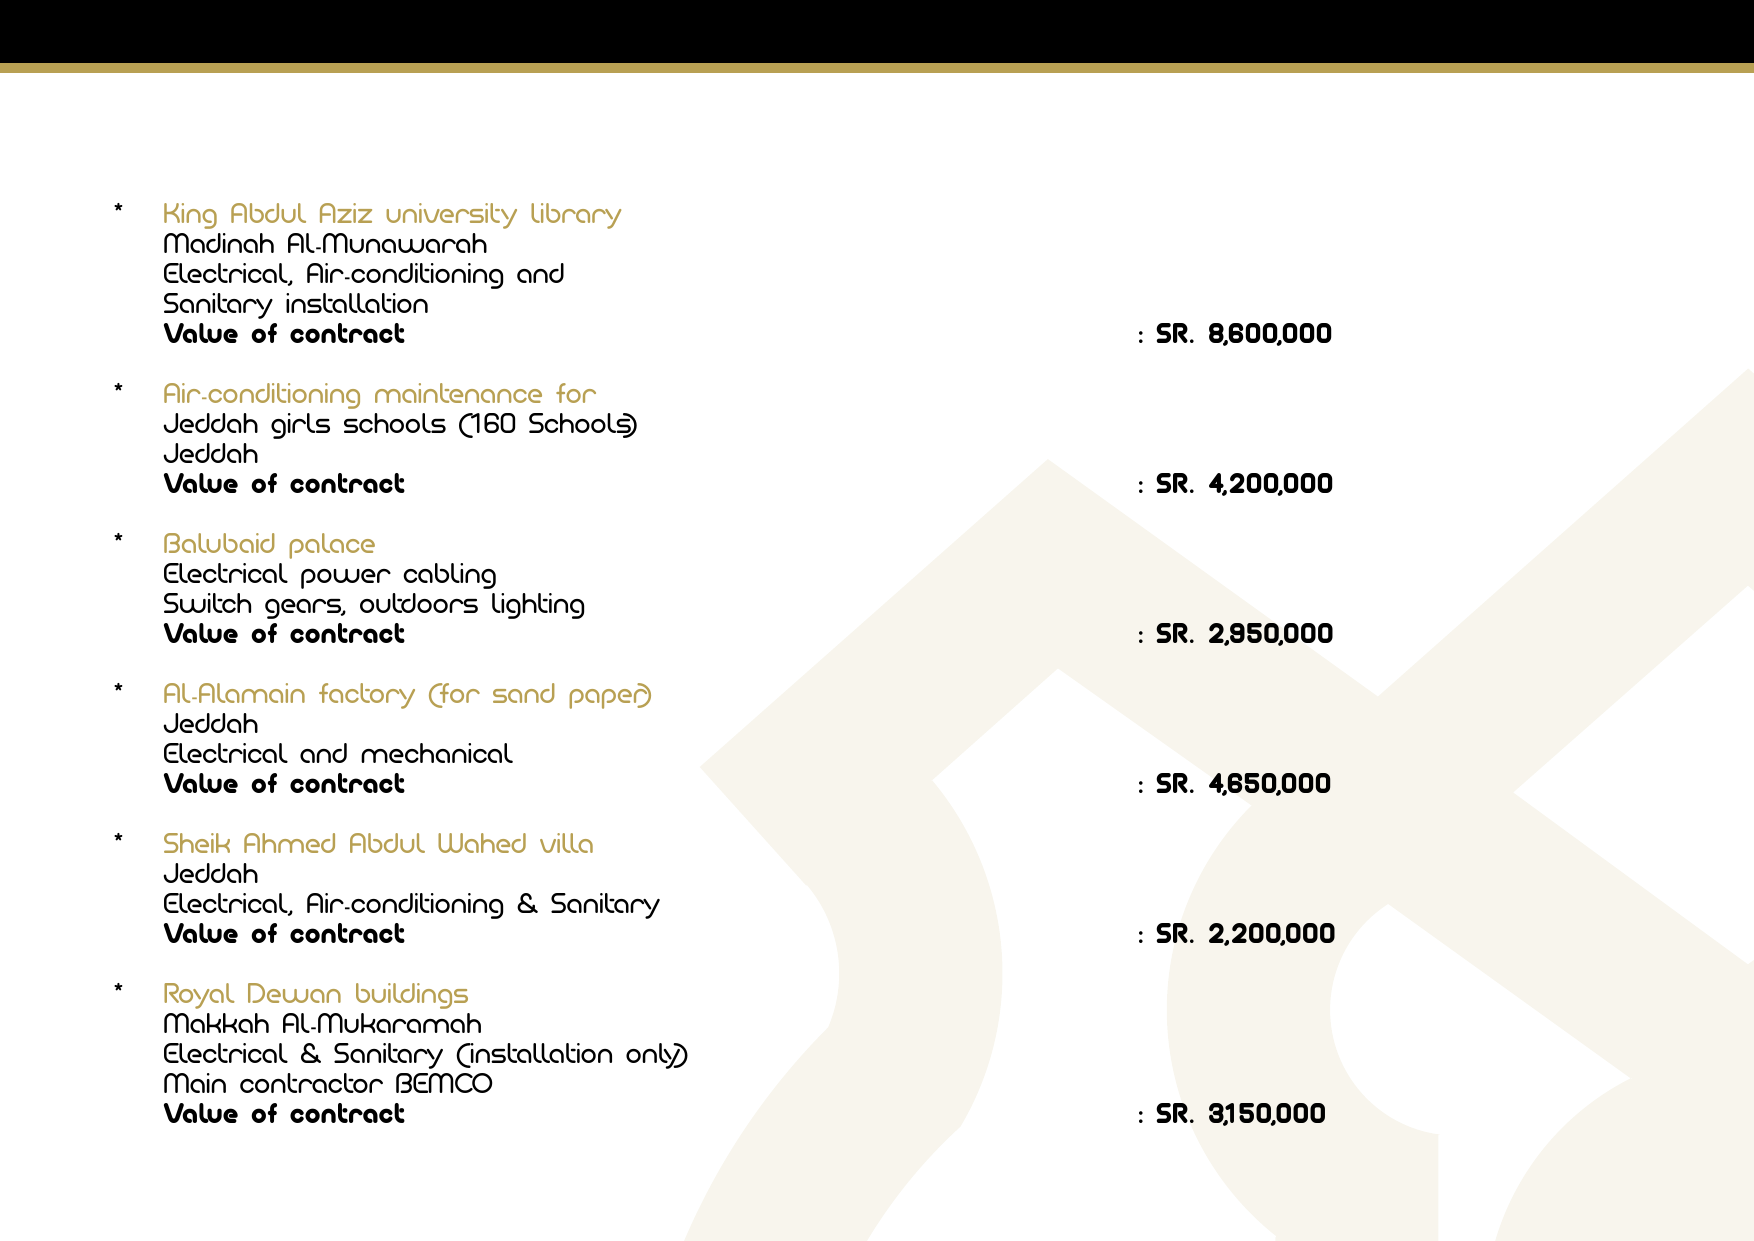 * King Abdul Aziz university library
Madinah Al-Munawarah
Electrical, Air-conditioning and
Sanitary installation
Value of contract : SR. 8,600,000
* Air-conditioning maintenance for
Jeddah girls schools (160 Schools)
Jeddah
Value of contract : SR. 4,200,000
* Balubaid palace
Electrical power cabling
Switch gears, outdoors lighting
Value of contract : SR. 2,950,000
* Al-Alamain factory (for sand paper)
Jeddah
Electrical and mechanical
Value of contract : SR. 4,650,000
* Sheik Ahmed Abdul Wahed villa
Jeddah
Electrical, Air-conditioning & Sanitary
Value of contract : SR. 2,200,000
* Royal Dewan buildings
Makkah Al-Mukaramah
Electrical & Sanitary (installation only)
Main contractor BEMCO
Value of contract : SR. 3,150,000